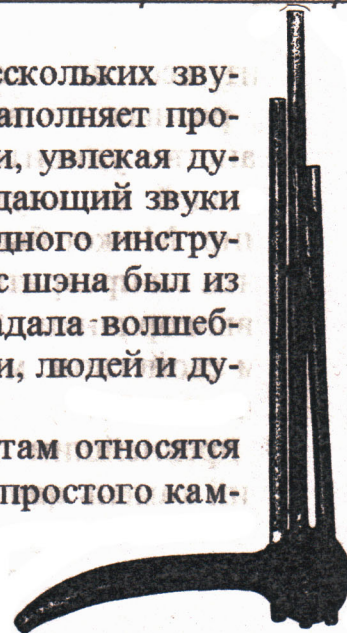 ескольких зву-
аполняет про-
и, увлекая ду-
дающий звуки
дного инстру-
с шэна был из
адала волшеб-
и, людей и ду-
там относятся
простого кам-